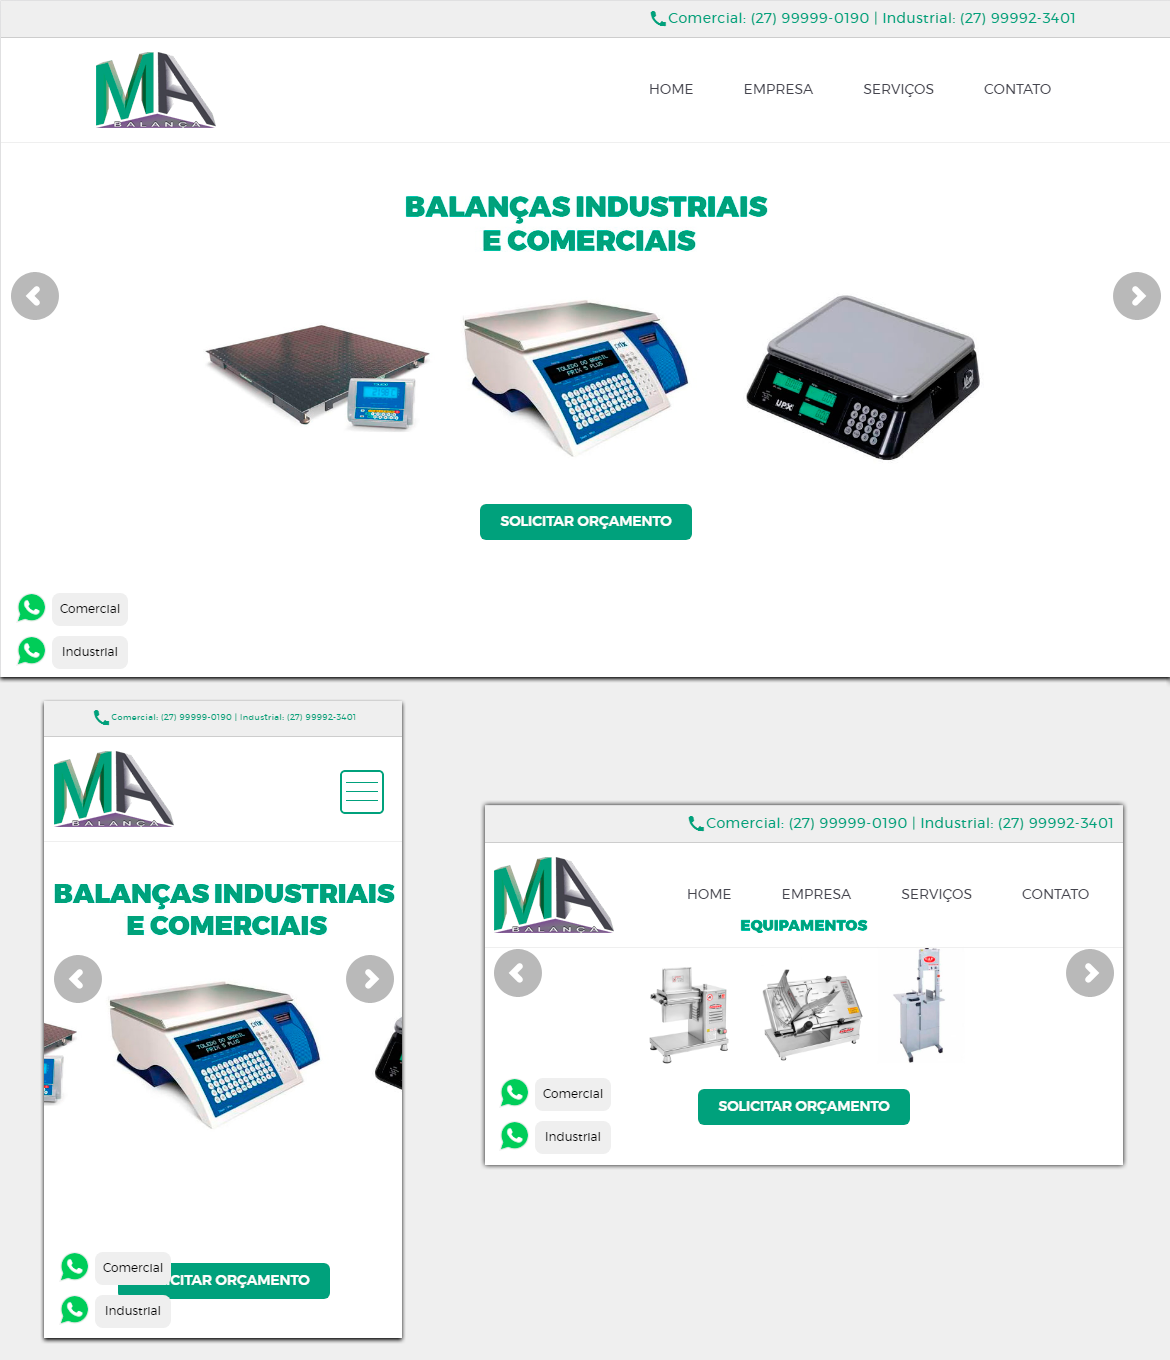 Comercial: (27) 99999-0190 | Industrial: (27) 99992-3401
MA
BALANÇA
HOME EMPRESA SERVIÇOS CONTATO
BALANÇAS INDUSTRIAIS
E COMERCIAIS
prix
TOLEDO DO BRASIL
PRIX 5 PLUS
UPX
SOLICITAR ORÇAMENTO
Comercial
Industrial
Comercial: (27) 99999-0190 | Industrial: (27) 99992-3401
MA
BALANÇA
BALANÇAS INDUSTRIAIS
E COMERCIAIS
prix
TOLEDO DO BRASIL
PRIX 5 PLUS
Comercial
CITAR ORÇAMENTO
Industrial
Comercial: (27) 99999-0190 | Industrial: (27) 99992-3401
MA
BALANÇA
HOME EMPRESA SERVIÇOS CONTATO
EQUIPAMENTOS
Comercial
SOLICITAR ORÇAMENTO
Industrial